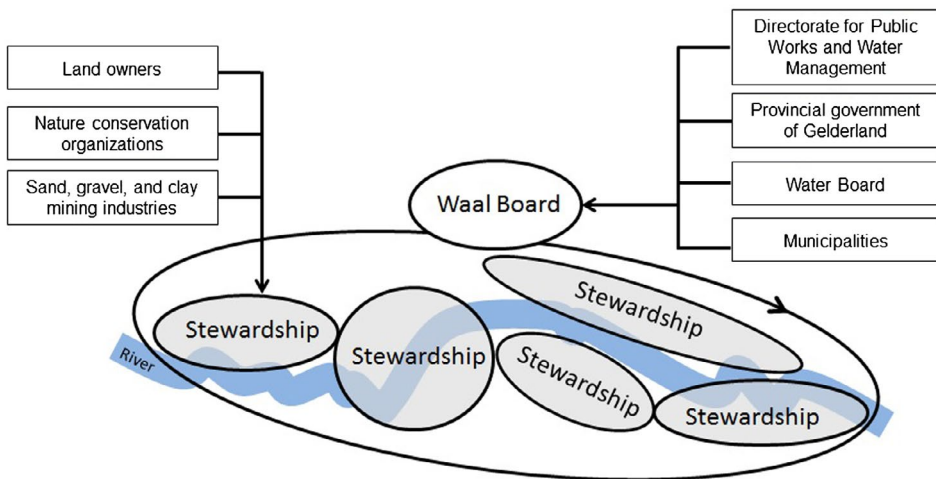 Land owners
Nature conservation
organizations
Sand, gravel, and clay
mining industries
Directorate for Public
Works and Water
Management
Provincial government
of Gelderland
Water Board
Municipalities
Waal Board
Stewardship
Stewardship
Stewardship
Stewardship
Stewardship
River